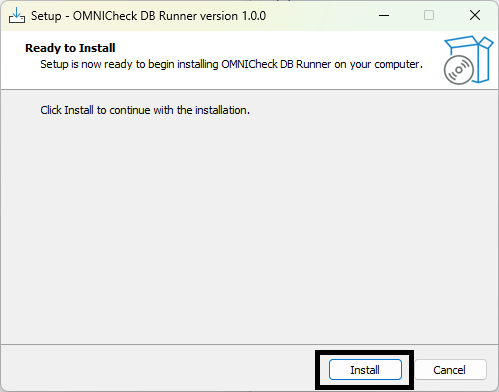 Setup - OMNICheck DB Runner version 1.0.0
Ready to Install
Setup is now ready to begin installing OMNICheck DB Runner on your computer.
Click Install to continue with the installation.
Install
Cancel